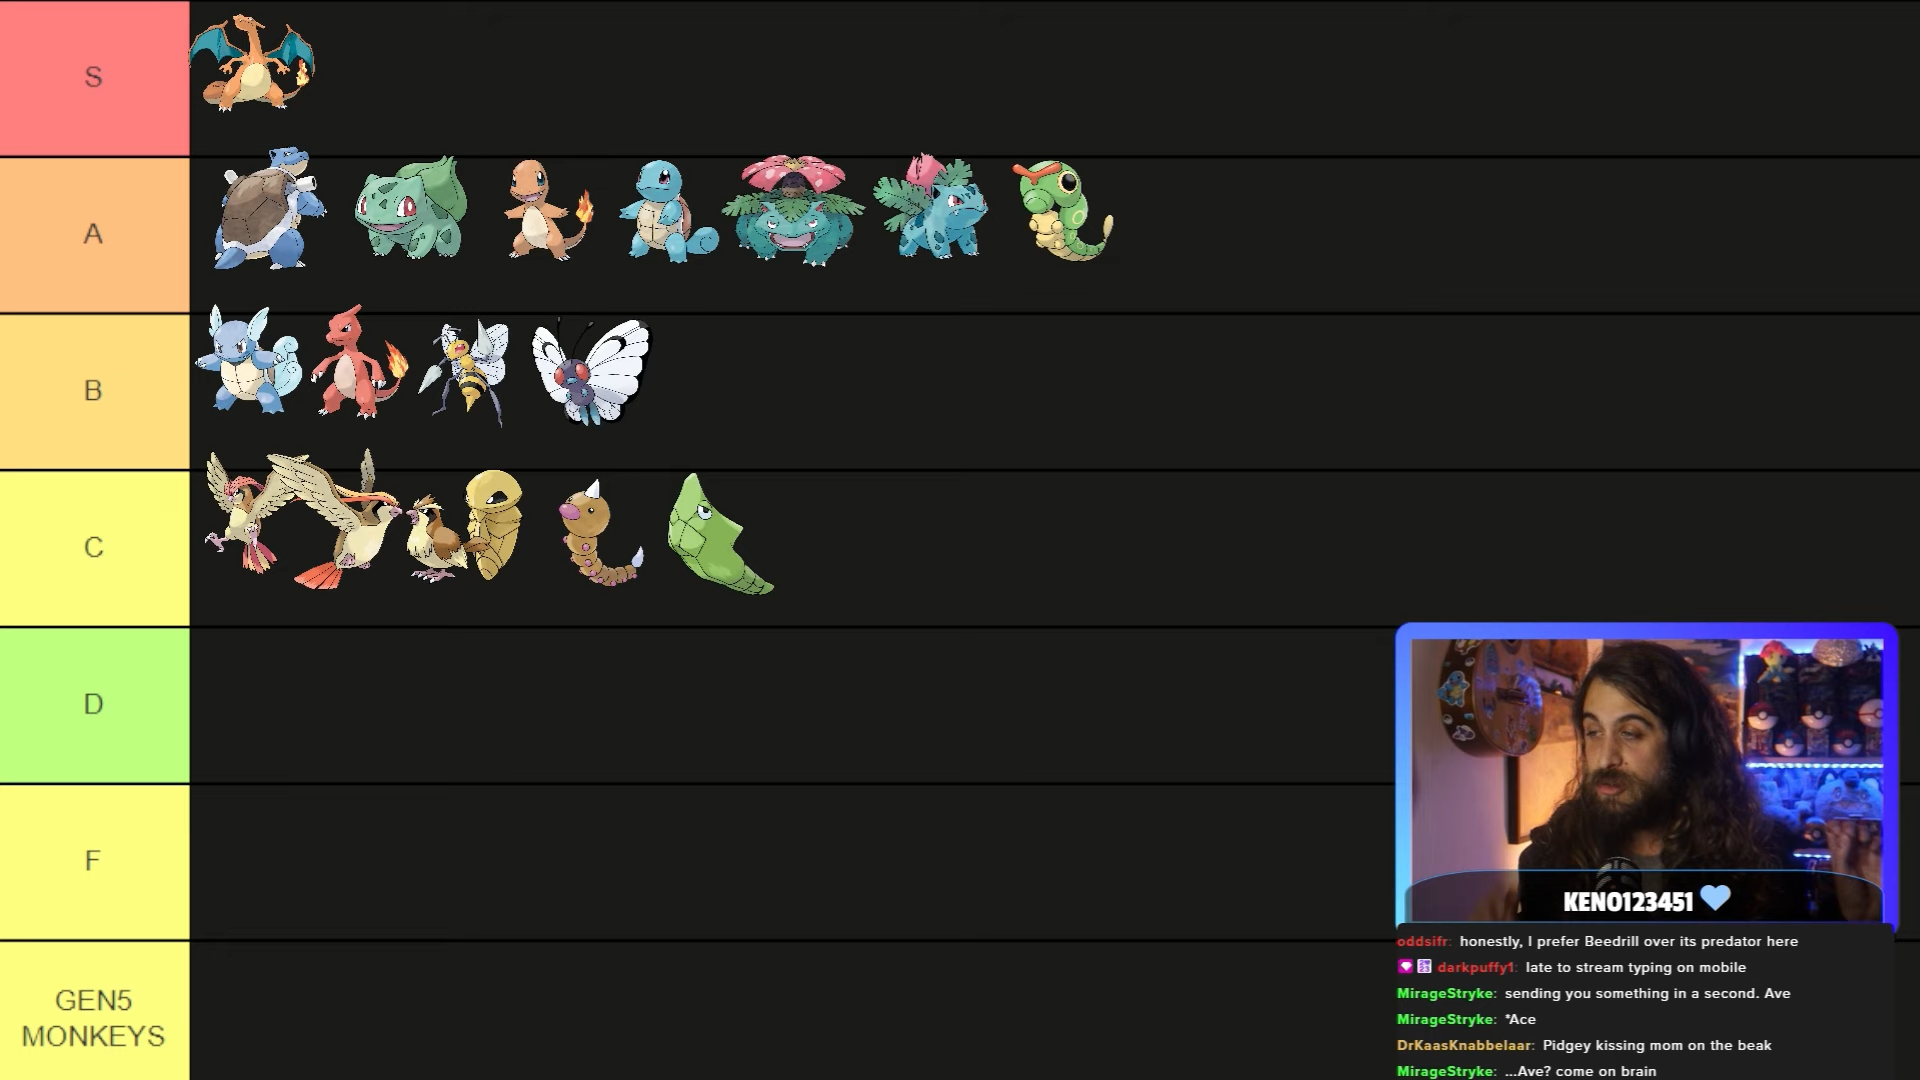 S
A
B
C
D
F
GEN5
MONKEYS
KENO123451
oddsifr: honestly, I prefer Beedrill over its predator here
darkpuffy1: late to stream typing on mobile
MirageStryke: sending you something in a second. Ave
MirageStryke: *Ace
DrKaasKnabbelaar: Pidgey kissing mom on the beak
MirageStryke: ...Ave? come on brain